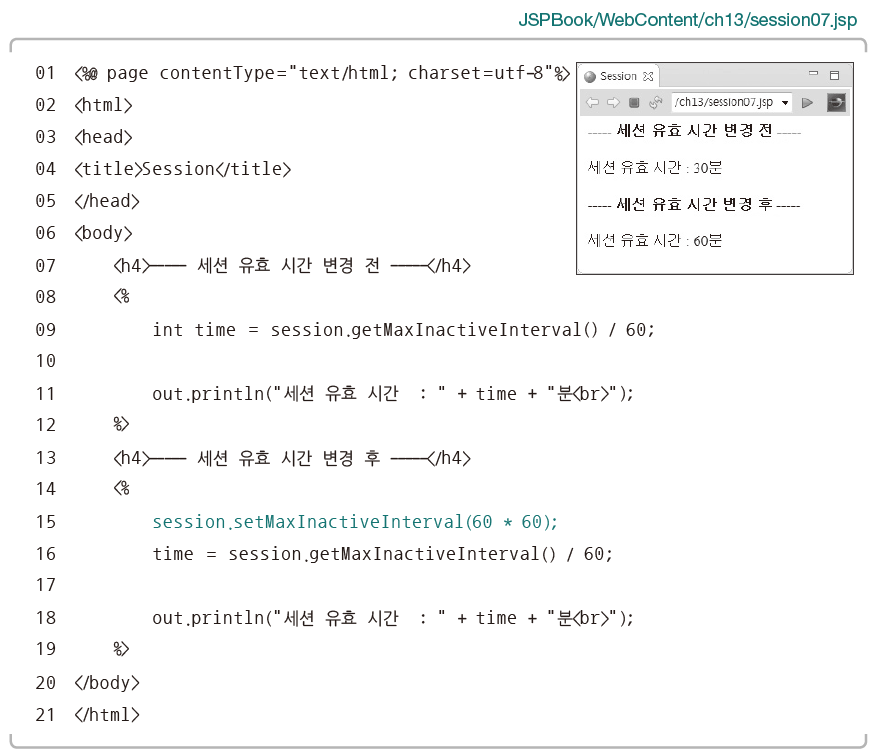 JSPBook/WebContent/ch13/session07.jsp
01 <%@ page contentType="text/html; charset=utf-8"%>
02 <html>
03 <head>
04 <title>Session</title>
05 </head>
06 <body>
07 <h4>----- 세션 유효 시간 변경 전 -----</h4>
08 <%
09 int time = session.getMaxInactiveInterval() / 60;
10
11 out.println("세션 유효 시간  : " + time + "분<br>");
12 %>
13 <h4>----- 세션 유효 시간 변경 후 -----</h4>
14 <%
15 session.setMaxInactiveInterval(60 * 60);
16 time = session.getMaxInactiveInterval() / 60;
17
18 out.println("세션 유효 시간  : " + time + "분<br>");
19 %>
20 </body>
21 </html>
Session
/ch13/session07.jsp
----- 세션 유효 시간 변경 전 -----
세션 유효 시간 : 30분
----- 세션 유효 시간 변경 후 -----
세션 유효 시간 : 60분